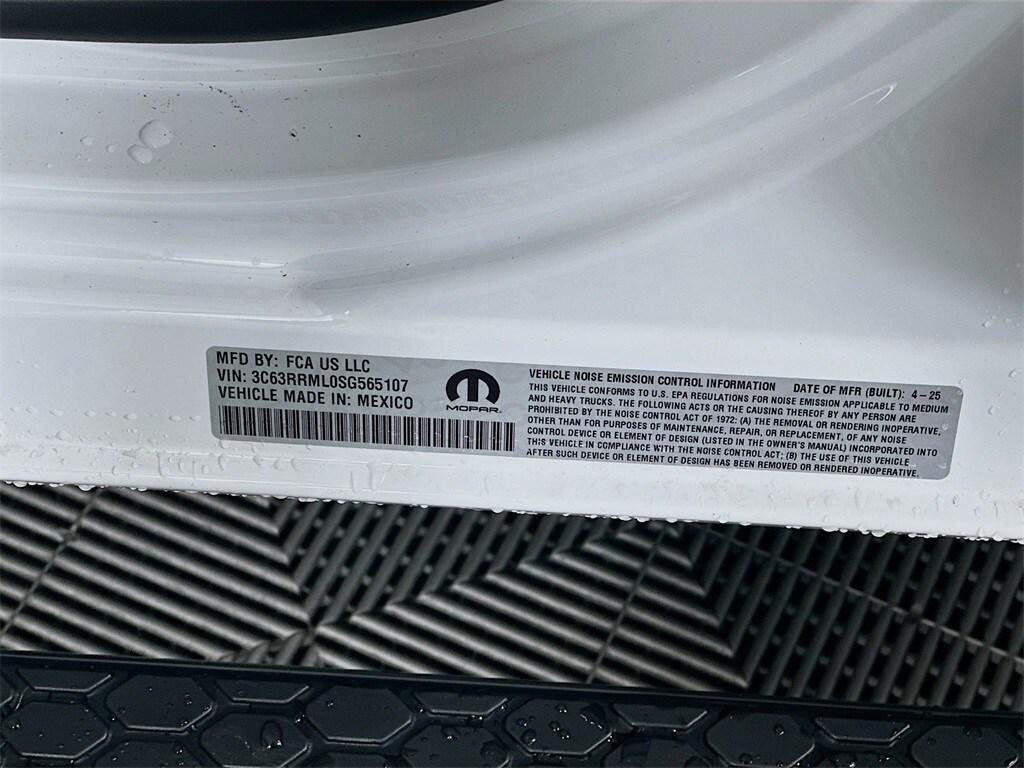 MFD BY: FCA US LLC
VIN: 3C63RRML0SG565107
VEHICLE MADE IN: MEXICO
MOPAR
VEHICLE NOISE EMISSION CONTROL INFORMATION DATE OF MFR (BUILT): 4-25
THIS VEHICLE CONFORMS TO U.S. EPA REGULATIONS FOR NOISE EMISSION APPLICABLE TO MEDIUM
AND HEAVY TRUCKS. THE FOLLOWING ACTS OR THE CAUSING THEREOF BY ANY PERSON ARE
PROHIBITED BY THE NOISE CONTROL ACT OF 1972: (A) THE REMOVAL OR RENDERING INOPERATIVE,
OTHER THAN FOR PURPOSES OF MAINTENANCE, REPAIR, OR REPLACEMENT, OF ANY NOISE
CONTROL DEVICE OR ELEMENT OF DESIGN (LISTED IN THE OWNER'S MANUAL) INCORPORATED INTO
THIS VEHICLE IN COMPLIANCE WITH THE NOISE CONTROL ACT; (B) THE USE OF THIS VEHICLE
AFTER SUCH DEVICE OR ELEMENT OF DESIGN HAS BEEN REMOVED OR RENDERED INOPERATIVE.